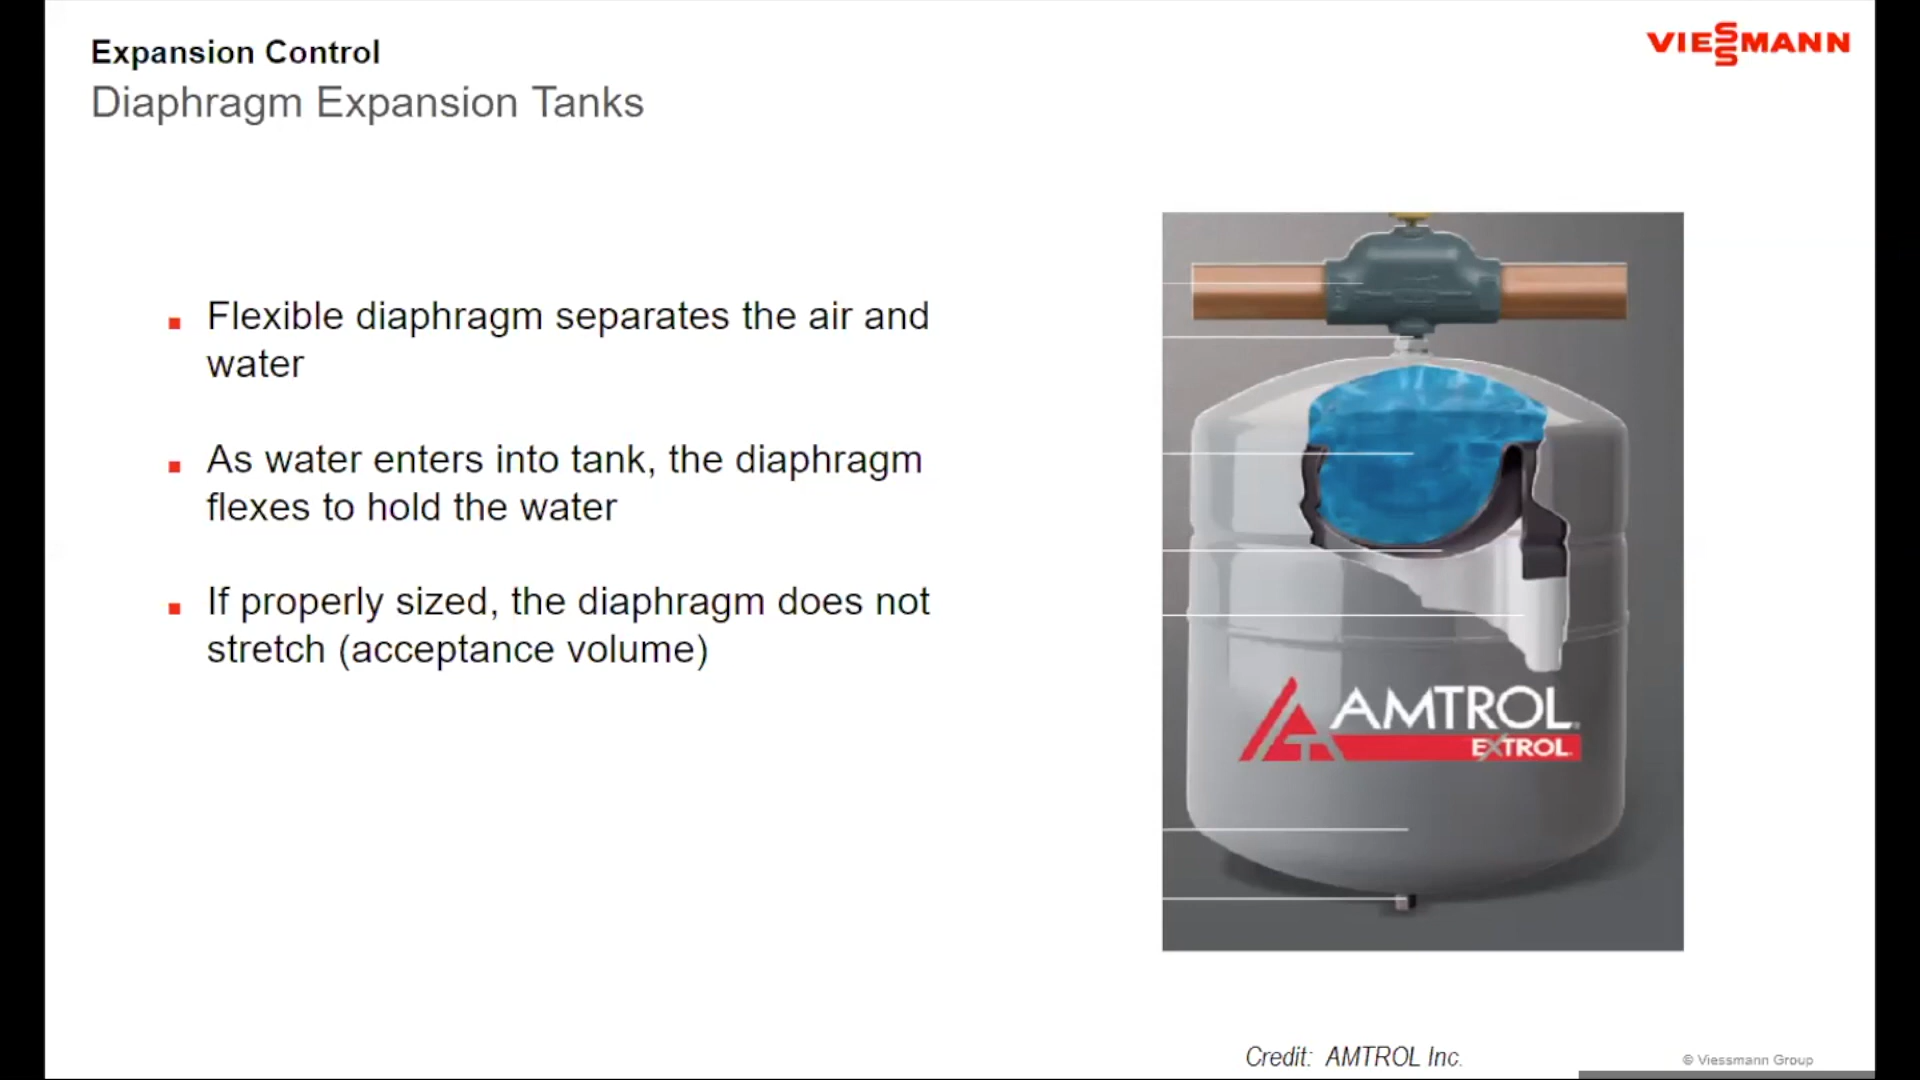 Expansion Control
VIESSMANN
Diaphragm Expansion Tanks
Flexible diaphragm separates the air and
water
As water enters into tank, the diaphragm
flexes to hold the water
If properly sized, the diaphragm does not
stretch (acceptance volume)
AMTROL
EXTROL
Credit: AMTROL Inc.
© Viessmann Group